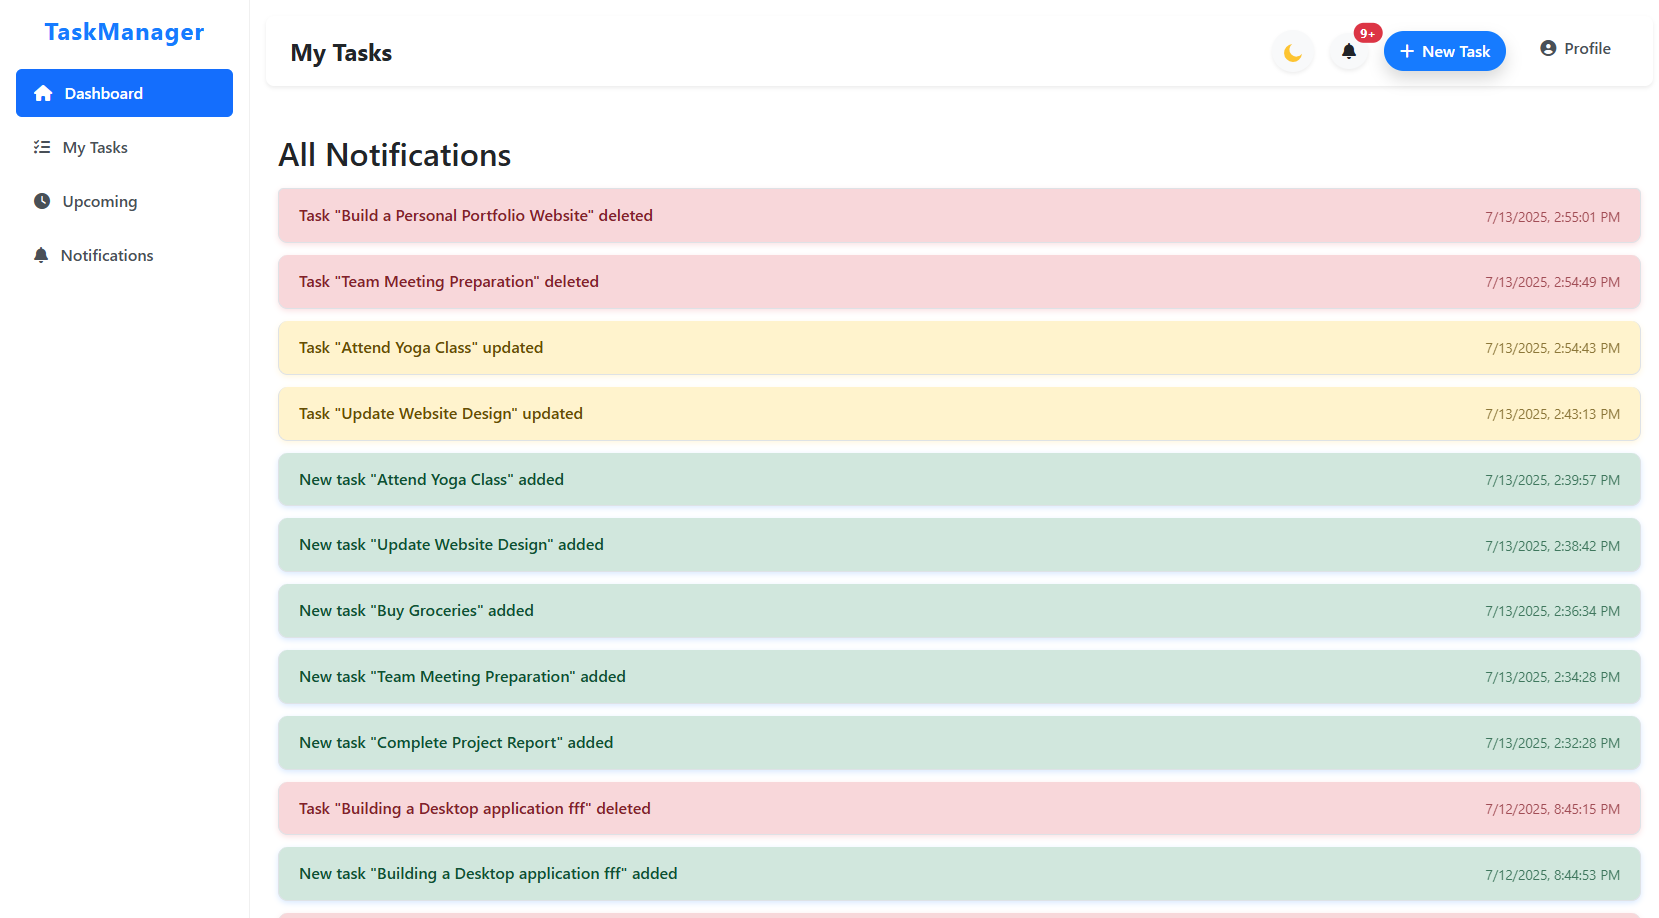 TaskManager
Dashboard
My Tasks
Upcoming
Notifications
My Tasks
9+
New Task
Profile
All Notifications
Task "Build a Personal Portfolio Website" deleted 7/13/2025, 2:55:01 PM
Task "Team Meeting Preparation" deleted 7/13/2025, 2:54:49 PM
Task "Attend Yoga Class" updated 7/13/2025, 2:54:43 PM
Task "Update Website Design" updated 7/13/2025, 2:43:13 PM
New task "Attend Yoga Class" added 7/13/2025, 2:39:57 PM
New task "Update Website Design" added 7/13/2025, 2:38:42 PM
New task "Buy Groceries" added 7/13/2025, 2:36:34 PM
New task "Team Meeting Preparation" added 7/13/2025, 2:34:28 PM
New task "Complete Project Report" added 7/13/2025, 2:32:28 PM
Task "Building a Desktop application fff" deleted 7/12/2025, 8:45:15 PM
New task "Building a Desktop application fff" added 7/12/2025, 8:44:53 PM